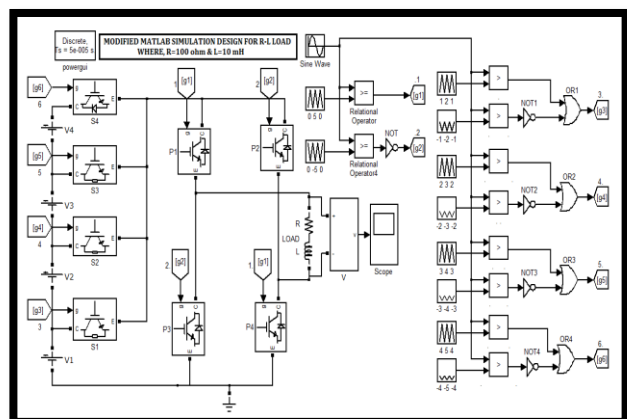 Discrete,
Ts = 5e-005 s
powergui
MODIFIED MATLAB SIMULATION DESIGN FOR R-L LOAD
WHERE, R=100 ohm & L=10 mH
[g6]
6
g
C
E
S4
V4
[g5]
5
g
C
E
S3
V3
[g4]
4
g
C
E
S2
V2
[g3]
3
g
C
E
S1
V1
[g1]
1
g
C
P1
E
[g2]
2
g
C
P2
E
[g2]
2
g
C
P3
E
[g1]
1
g
C
P4
E
R
LOAD
L
+
-
v
V
Scope
Sine Wave
0 5 0
>=
Relational
Operator
.1
[g1]
0 -5 0
>=
Relational
Operator4
NOT
.2
[g2]
1 2 1
>
-1 -2 -1
>
NOT1
OR1
3.
[g3]
2 3 2
>
-2 -3 -2
>
NOT2
OR2
4.
[g4]
3 4 3
>
-3 -4 -3
>
NOT3
OR3
5.
[g5]
4 5 4
>
-4 -5 -4
>
NOT4
OR4
6.
[g6]